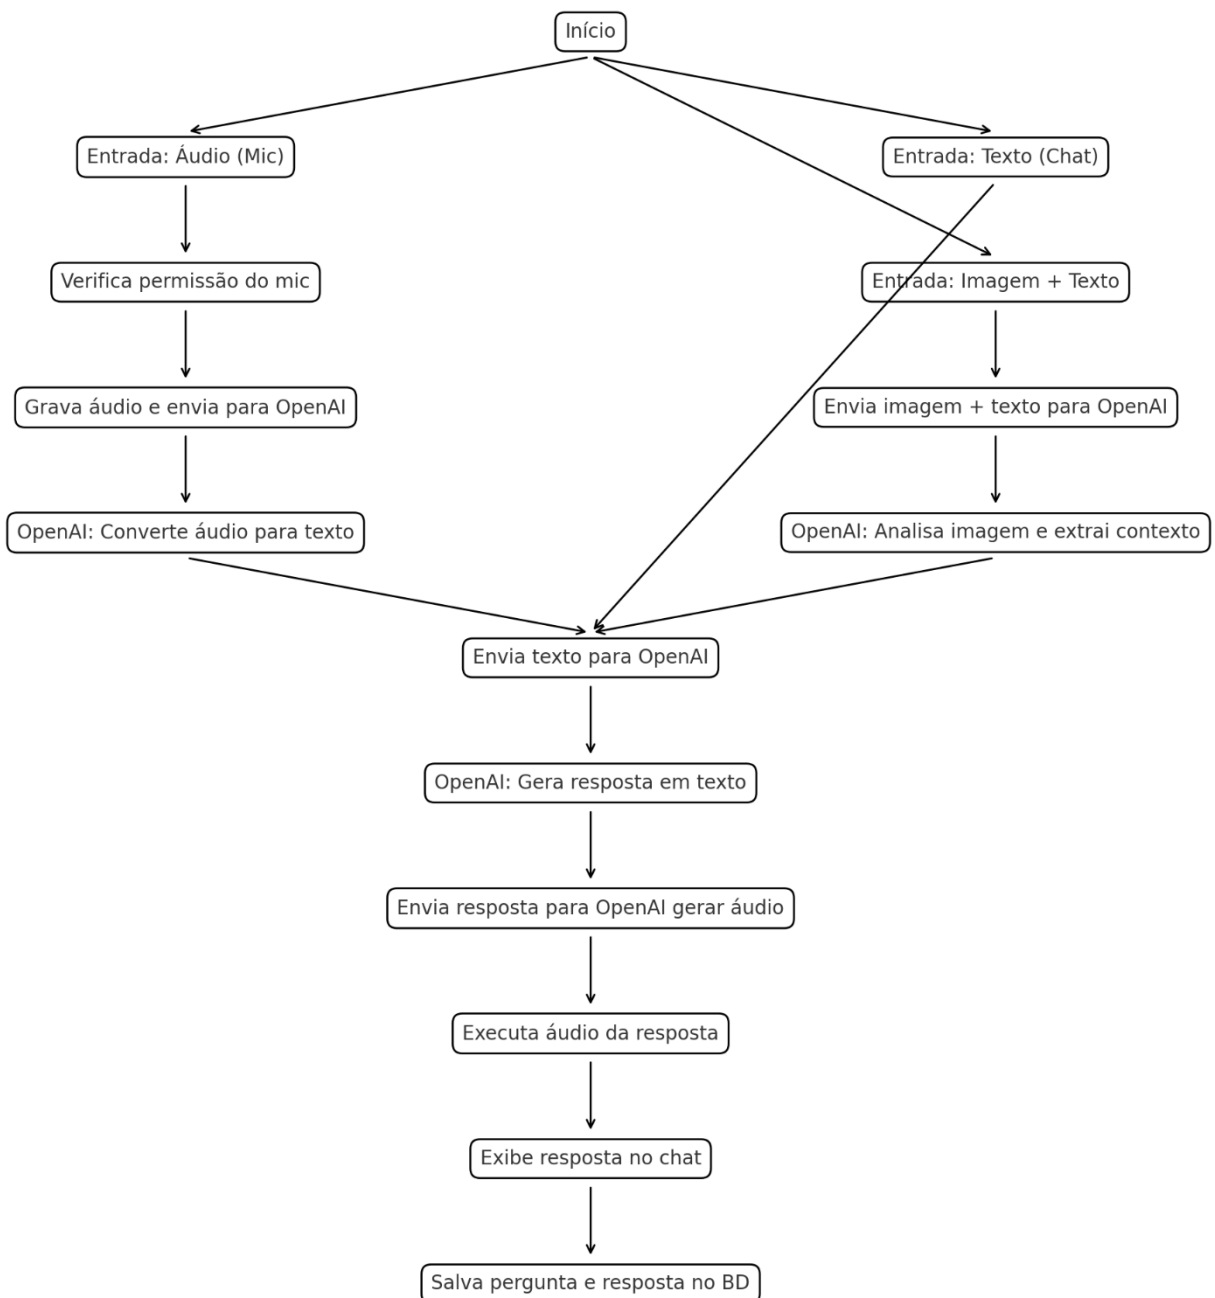 Início
Entrada: Áudio (Mic)
Entrada: Texto (Chat)
Verifica permissão do mic
Entrada: Imagem + Texto
Grava áudio e envia para OpenAI
Envia imagem + texto para OpenAI
OpenAI: Converte áudio para texto
OpenAI: Analisa imagem e extrai contexto
Envia texto para OpenAI
OpenAI: Gera resposta em texto
Envia resposta para OpenAI gerar áudio
Executa áudio da resposta
Exibe resposta no chat
Salva pergunta e resposta no BD